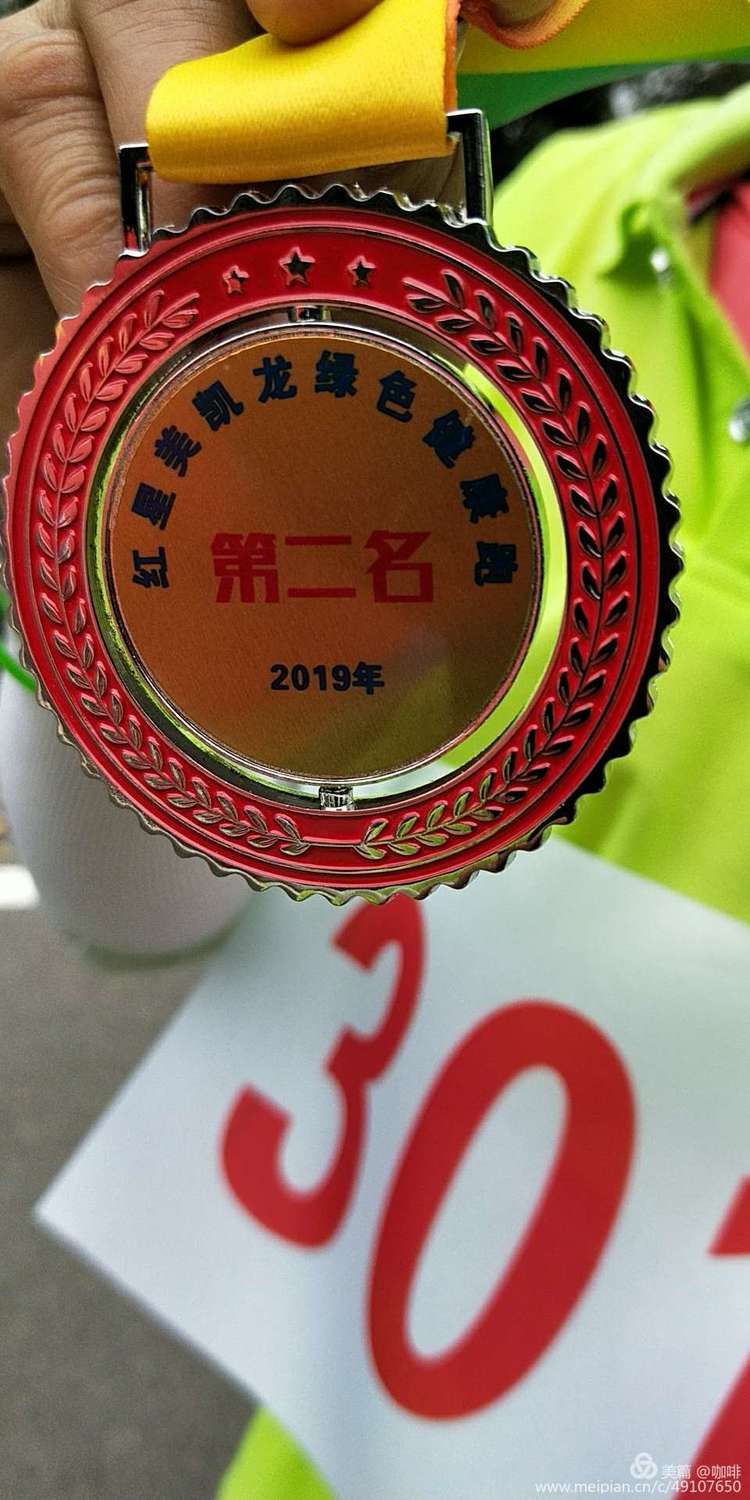 红星美凯龙绿色健康跑
第二名
2019年
30
美篇 @咖啡
www.meipian.cn/c/49107650